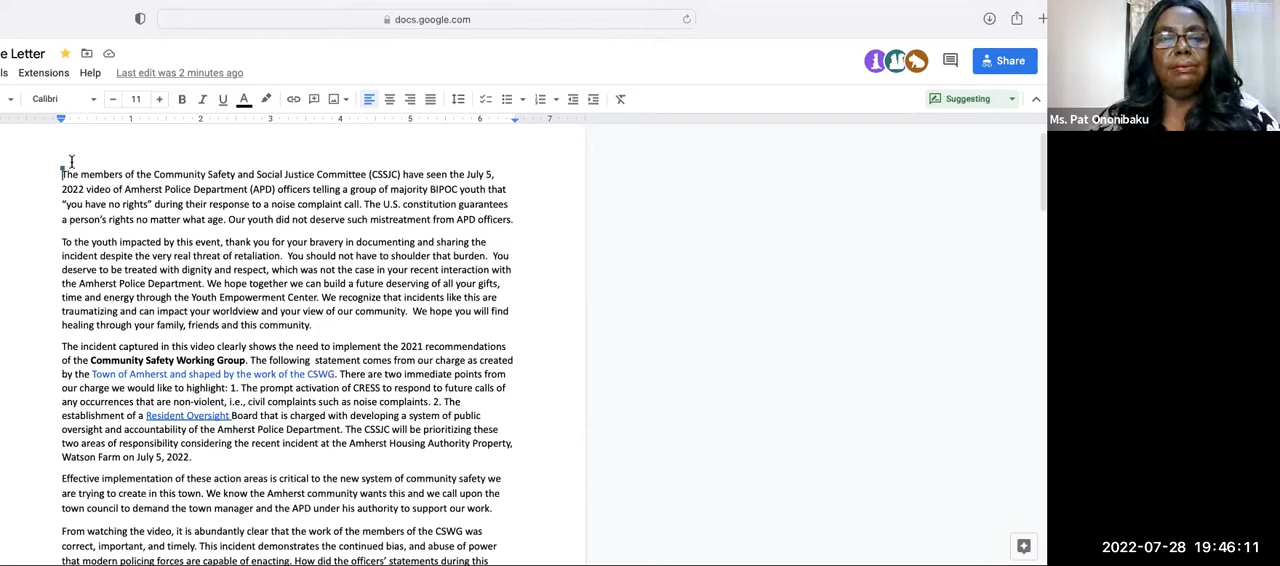 docs.google.com
e Letter
ls Extensions Help Last edit was 2 minutes ago
Share
Calibri 11 B I U A Suggesting
1 2 3 4 5 6 7
The members of the Community Safety and Social Justice Committee (CSSJC) have seen the July 5,
2022 video of Amherst Police Department (APD) officers telling a group of majority BIPOC youth that
“you have no rights” during their response to a noise complaint call. The U.S. constitution guarantees
a person’s rights no matter what age. Our youth did not deserve such mistreatment from APD officers.
To the youth impacted by this event, thank you for your bravery in documenting and sharing the
incident despite the very real threat of retaliation. You should not have to shoulder that burden. You
deserve to be treated with dignity and respect, which was not the case in your recent interaction with
the Amherst Police Department. We hope together we can build a future deserving of all your gifts,
time and energy through the Youth Empowerment Center. We recognize that incidents like this are
traumatizing and can impact your worldview and your view of our community. We hope you will find
healing through your family, friends and this community.
The incident captured in this video clearly shows the need to implement the 2021 recommendations
of the Community Safety Working Group. The following statement comes from our charge as created
by the Town of Amherst and shaped by the work of the CSWG. There are two immediate points from
our charge we would like to highlight: 1. The prompt activation of CRESS to respond to future calls of
any occurrences that are non-violent, i.e., civil complaints such as noise complaints. 2. The
establishment of a Resident Oversight Board that is charged with developing a system of public
oversight and accountability of the Amherst Police Department. The CSSJC will be prioritizing these
two areas of responsibility considering the recent incident at the Amherst Housing Authority Property,
Watson Farm on July 5, 2022.
Effective implementation of these action areas is critical to the new system of community safety we
are trying to create in this town. We know the Amherst community wants this and we call upon the
town council to demand the town manager and the APD under his authority to support our work.
From watching the video, it is abundantly clear that the work of the members of the CSWG was
correct, important, and timely. This incident demonstrates the continued bias, and abuse of power
that modern policing forces are capable of enacting. How did the officers’ statements during this
Ms. Pat Ononibaku
2022-07-28 19:46:11